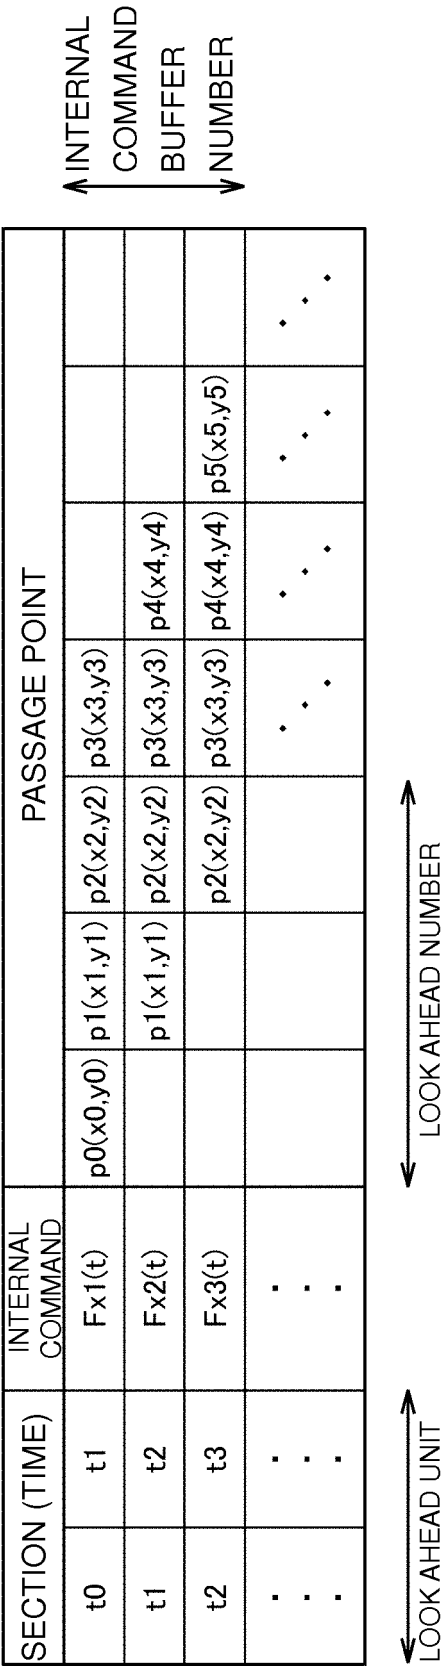 SECTION (TIME) INTERNAL COMMAND PASSAGE POINT
t0 t1 Fx1(t) p0(x0,y0) p1(x1,y1) p2(x2,y2) p3(x3,y3)
t1 t2 Fx2(t) p1(x1,y1) p2(x2,y2) p3(x3,y3) p4(x4,y4)
t2 t3 Fx3(t) p2(x2,y2) p3(x3,y3) p4(x4,y4) p5(x5,y5)
INTERNAL
COMMAND
BUFFER
NUMBER
LOOK AHEAD UNIT
LOOK AHEAD NUMBER